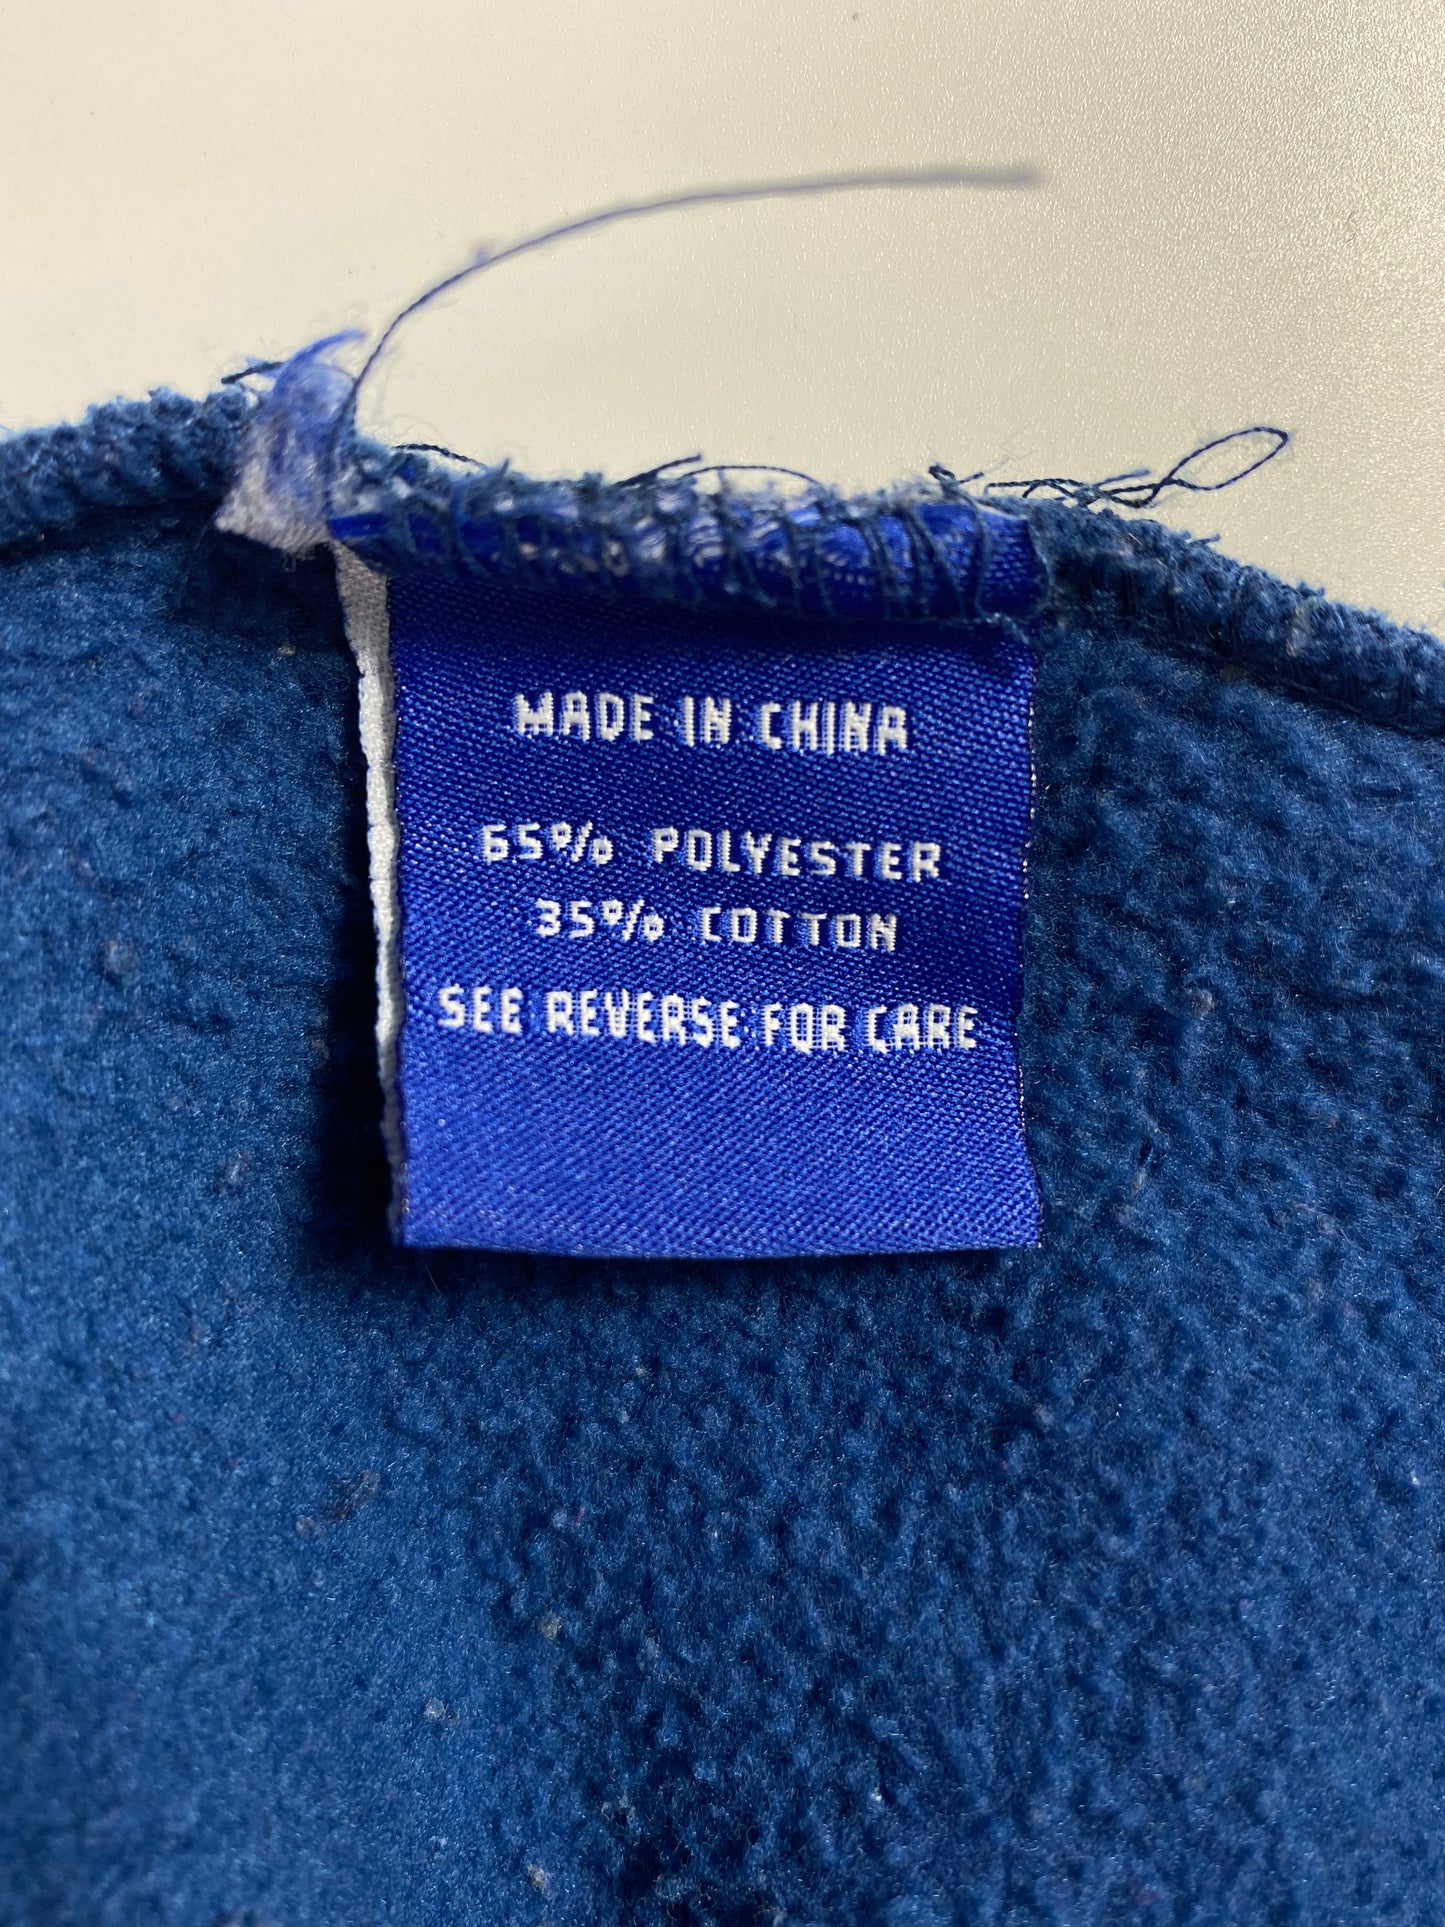 MADE IN CHINA
65% POLYESTER
35% COTTON
SEE REVERSE FOR CARE